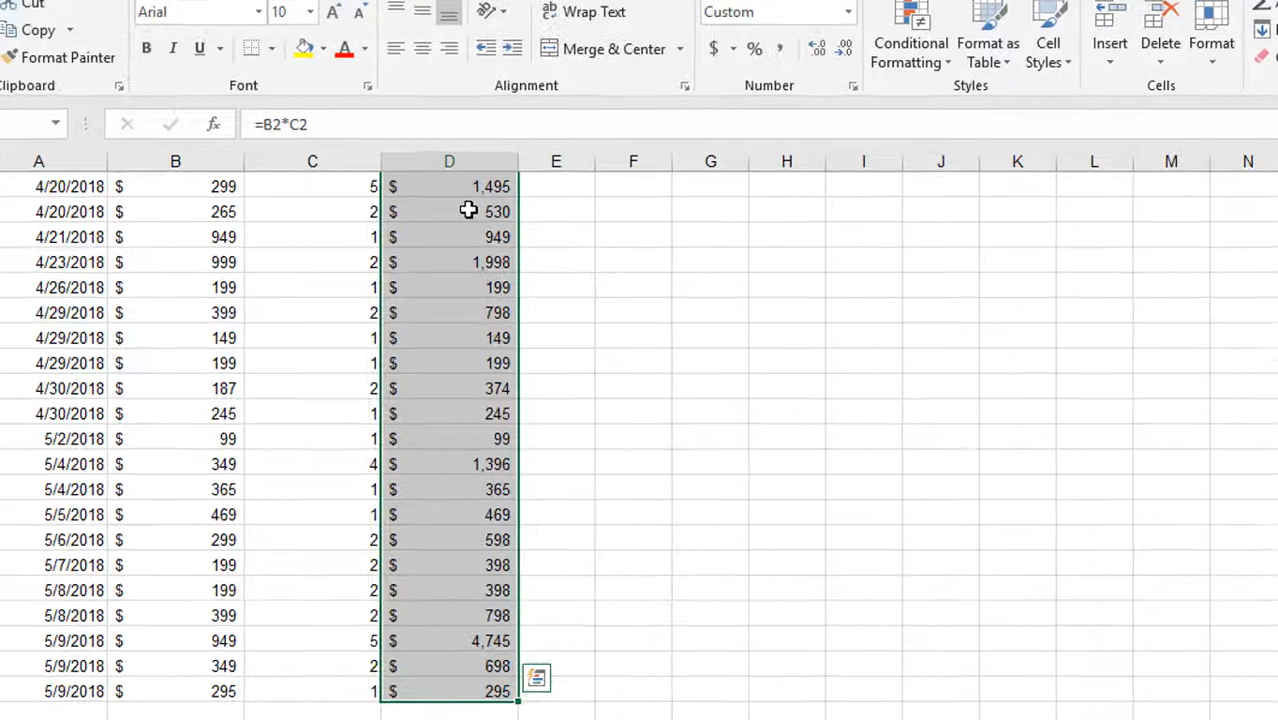 Cut
Arial 10 A A
Wrap Text
Custom
Copy
Format Painter
B I U A
Merge & Center
$ % ,
Conditional
Formatting
Format as
Table
Cell
Styles
Insert
Delete
Format
Clipboard
Font
Alignment
Number
Styles
Cells
fx =B2*C2
A B C D E F G H I J K L M N
4/20/2018 $ 299 5 $ 1,495
4/20/2018 $ 265 2 $ 530
4/21/2018 $ 949 1 $ 949
4/23/2018 $ 999 2 $ 1,998
4/26/2018 $ 199 1 $ 199
4/29/2018 $ 399 2 $ 798
4/29/2018 $ 149 1 $ 149
4/29/2018 $ 199 1 $ 199
4/30/2018 $ 187 2 $ 374
4/30/2018 $ 245 1 $ 245
5/2/2018 $ 99 1 $ 99
5/4/2018 $ 349 4 $ 1,396
5/4/2018 $ 365 1 $ 365
5/5/2018 $ 469 1 $ 469
5/6/2018 $ 299 2 $ 598
5/7/2018 $ 199 2 $ 398
5/8/2018 $ 199 2 $ 398
5/8/2018 $ 399 2 $ 798
5/9/2018 $ 949 5 $ 4,745
5/9/2018 $ 349 2 $ 698
5/9/2018 $ 295 1 $ 295